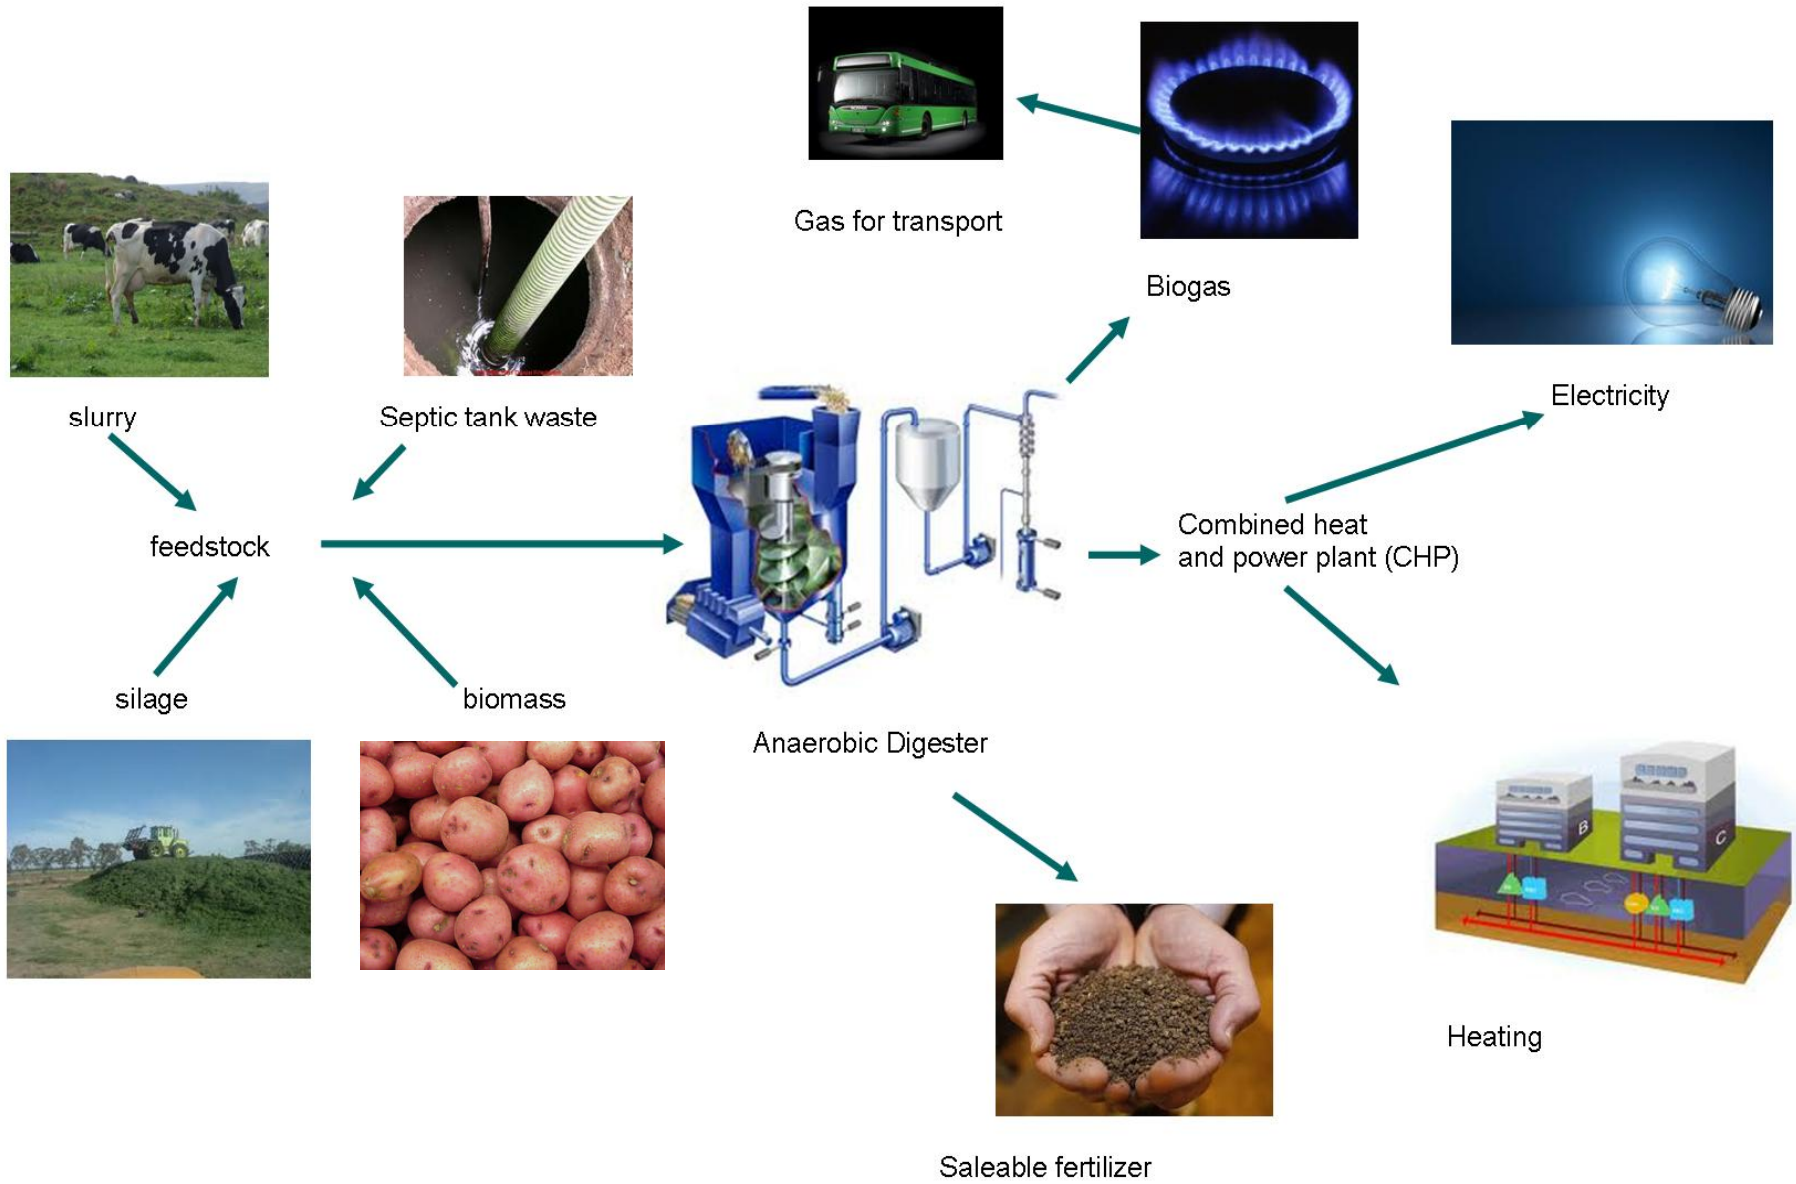 Gas for transport
Biogas
Electricity
slurry
Septic tank waste
feedstock
Combined heat
and power plant (CHP)
silage
biomass
Anaerobic Digester
B
C
Heating
Saleable fertilizer